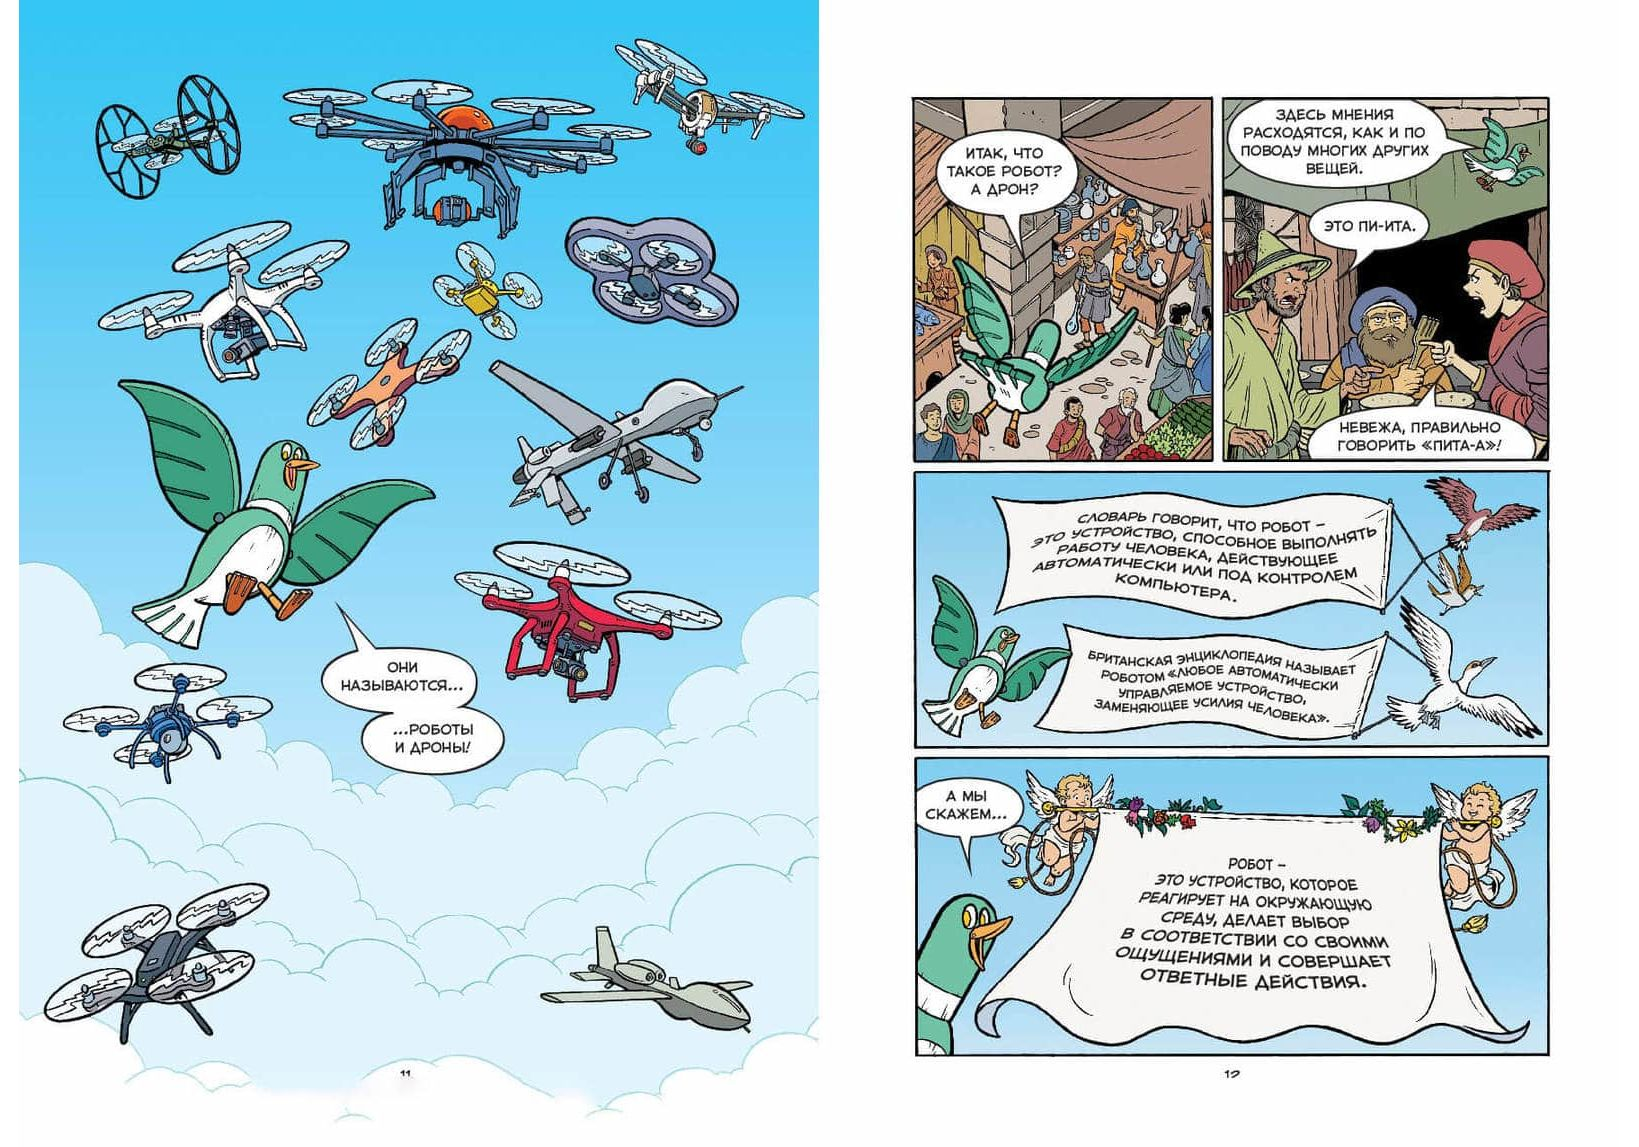 ОНИ
НАЗЫВАЮТСЯ...
...РОБОТЫ
И ДРОНЫ!
11
ИТАК, ЧТО
ТАКОЕ РОБОТ?
А ДРОН?
ЗДЕСЬ МНЕНИЯ
РАСХОДЯТСЯ, КАК И ПО
ПОВОДУ МНОГИХ ДРУГИХ
ВЕЩЕЙ.
ЭТО ПИ-ИТА.
НЕВЕЖА, ПРАВИЛЬНО
ГОВОРИТЬ «ПИТА-А»!
СЛОВАРЬ ГОВОРИТ, ЧТО РОБОТ –
ЭТО УСТРОЙСТВО, СПОСОБНОЕ ВЫПОЛНЯТЬ
РАБОТУ ЧЕЛОВЕКА, ДЕЙСТВУЮЩЕЕ
АВТОМАТИЧЕСКИ ИЛИ ПОД КОНТРОЛЕМ
КОМПЬЮТЕРА.
БРИТАНСКАЯ ЭНЦИКЛОПЕДИЯ НАЗЫВАЕТ
РОБОТОМ «ЛЮБОЕ АВТОМАТИЧЕСКИ
УПРАВЛЯЕМОЕ УСТРОЙСТВО,
ЗАМЕНЯЮЩЕЕ УСИЛИЯ ЧЕЛОВЕКА».
А МЫ
СКАЖЕМ...
РОБОТ –
ЭТО УСТРОЙСТВО, КОТОРОЕ
РЕАГИРУЕТ НА ОКРУЖАЮЩУЮ
СРЕДУ, ДЕЛАЕТ ВЫБОР
В СООТВЕТСТВИИ СО СВОИМИ
ОЩУЩЕНИЯМИ И СОВЕРШАЕТ
ОТВЕТНЫЕ ДЕЙСТВИЯ.
12